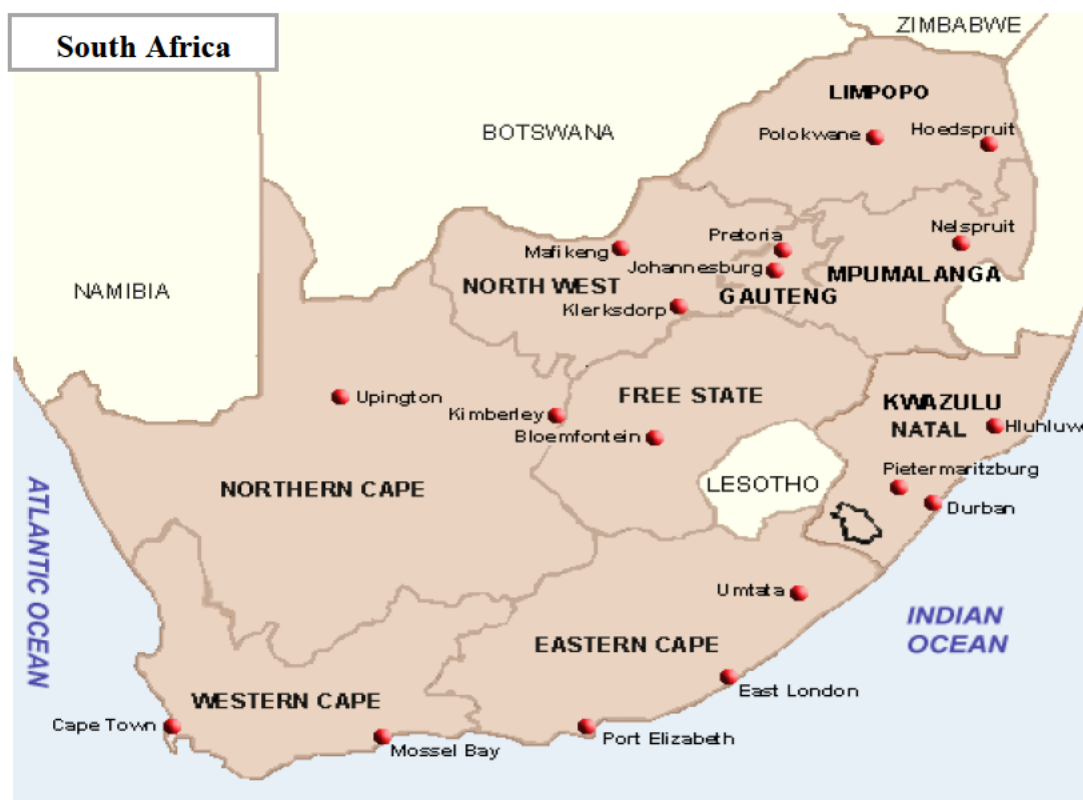 South Africa
ZIMBABWE
LIMPOPO
BOTSWANA
Polokwane
Hoedspruit
Mafikeng
Pretoria
Nelspruit
Johannesburg
MPUMALANGA
NAMIBIA
NORTH WEST
GAUTENG
Klerksdorp
Upington
Kimberley
FREE STATE
KWAZULU
NATAL
Hluhluw
Bloemfontein
Pietermaritzburg
NORTHERN CAPE
LESOTHO
Durban
ATLANTIC OCEAN
Umtata
INDIAN
OCEAN
EASTERN CAPE
WESTERN CAPE
East London
Cape Town
Mossel Bay
Port Elizabeth